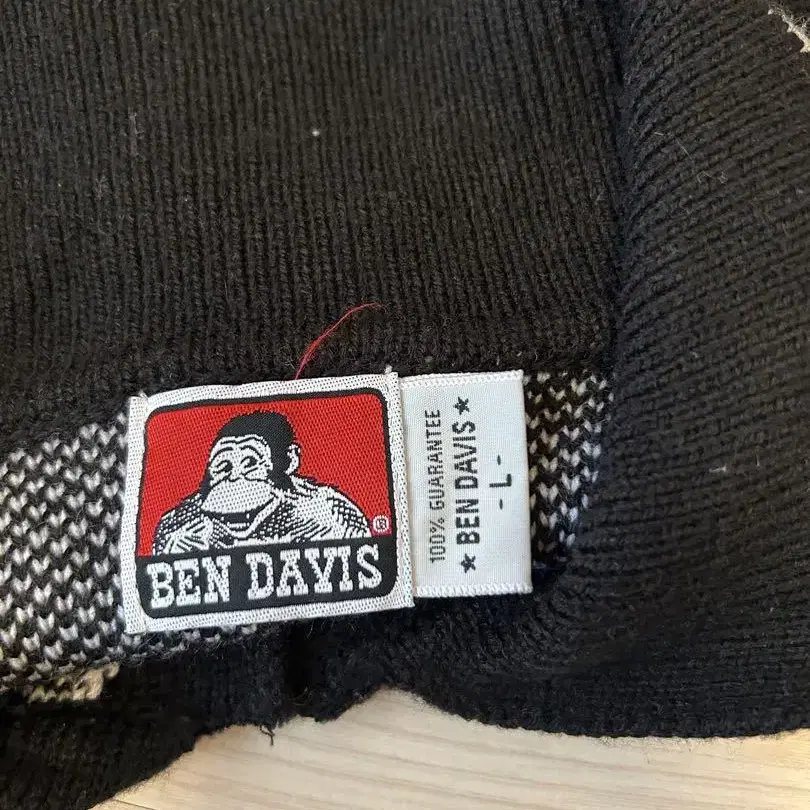 BEN DAVIS
®
100% GUARANTEE
★ BEN DAVIS ★
- L -